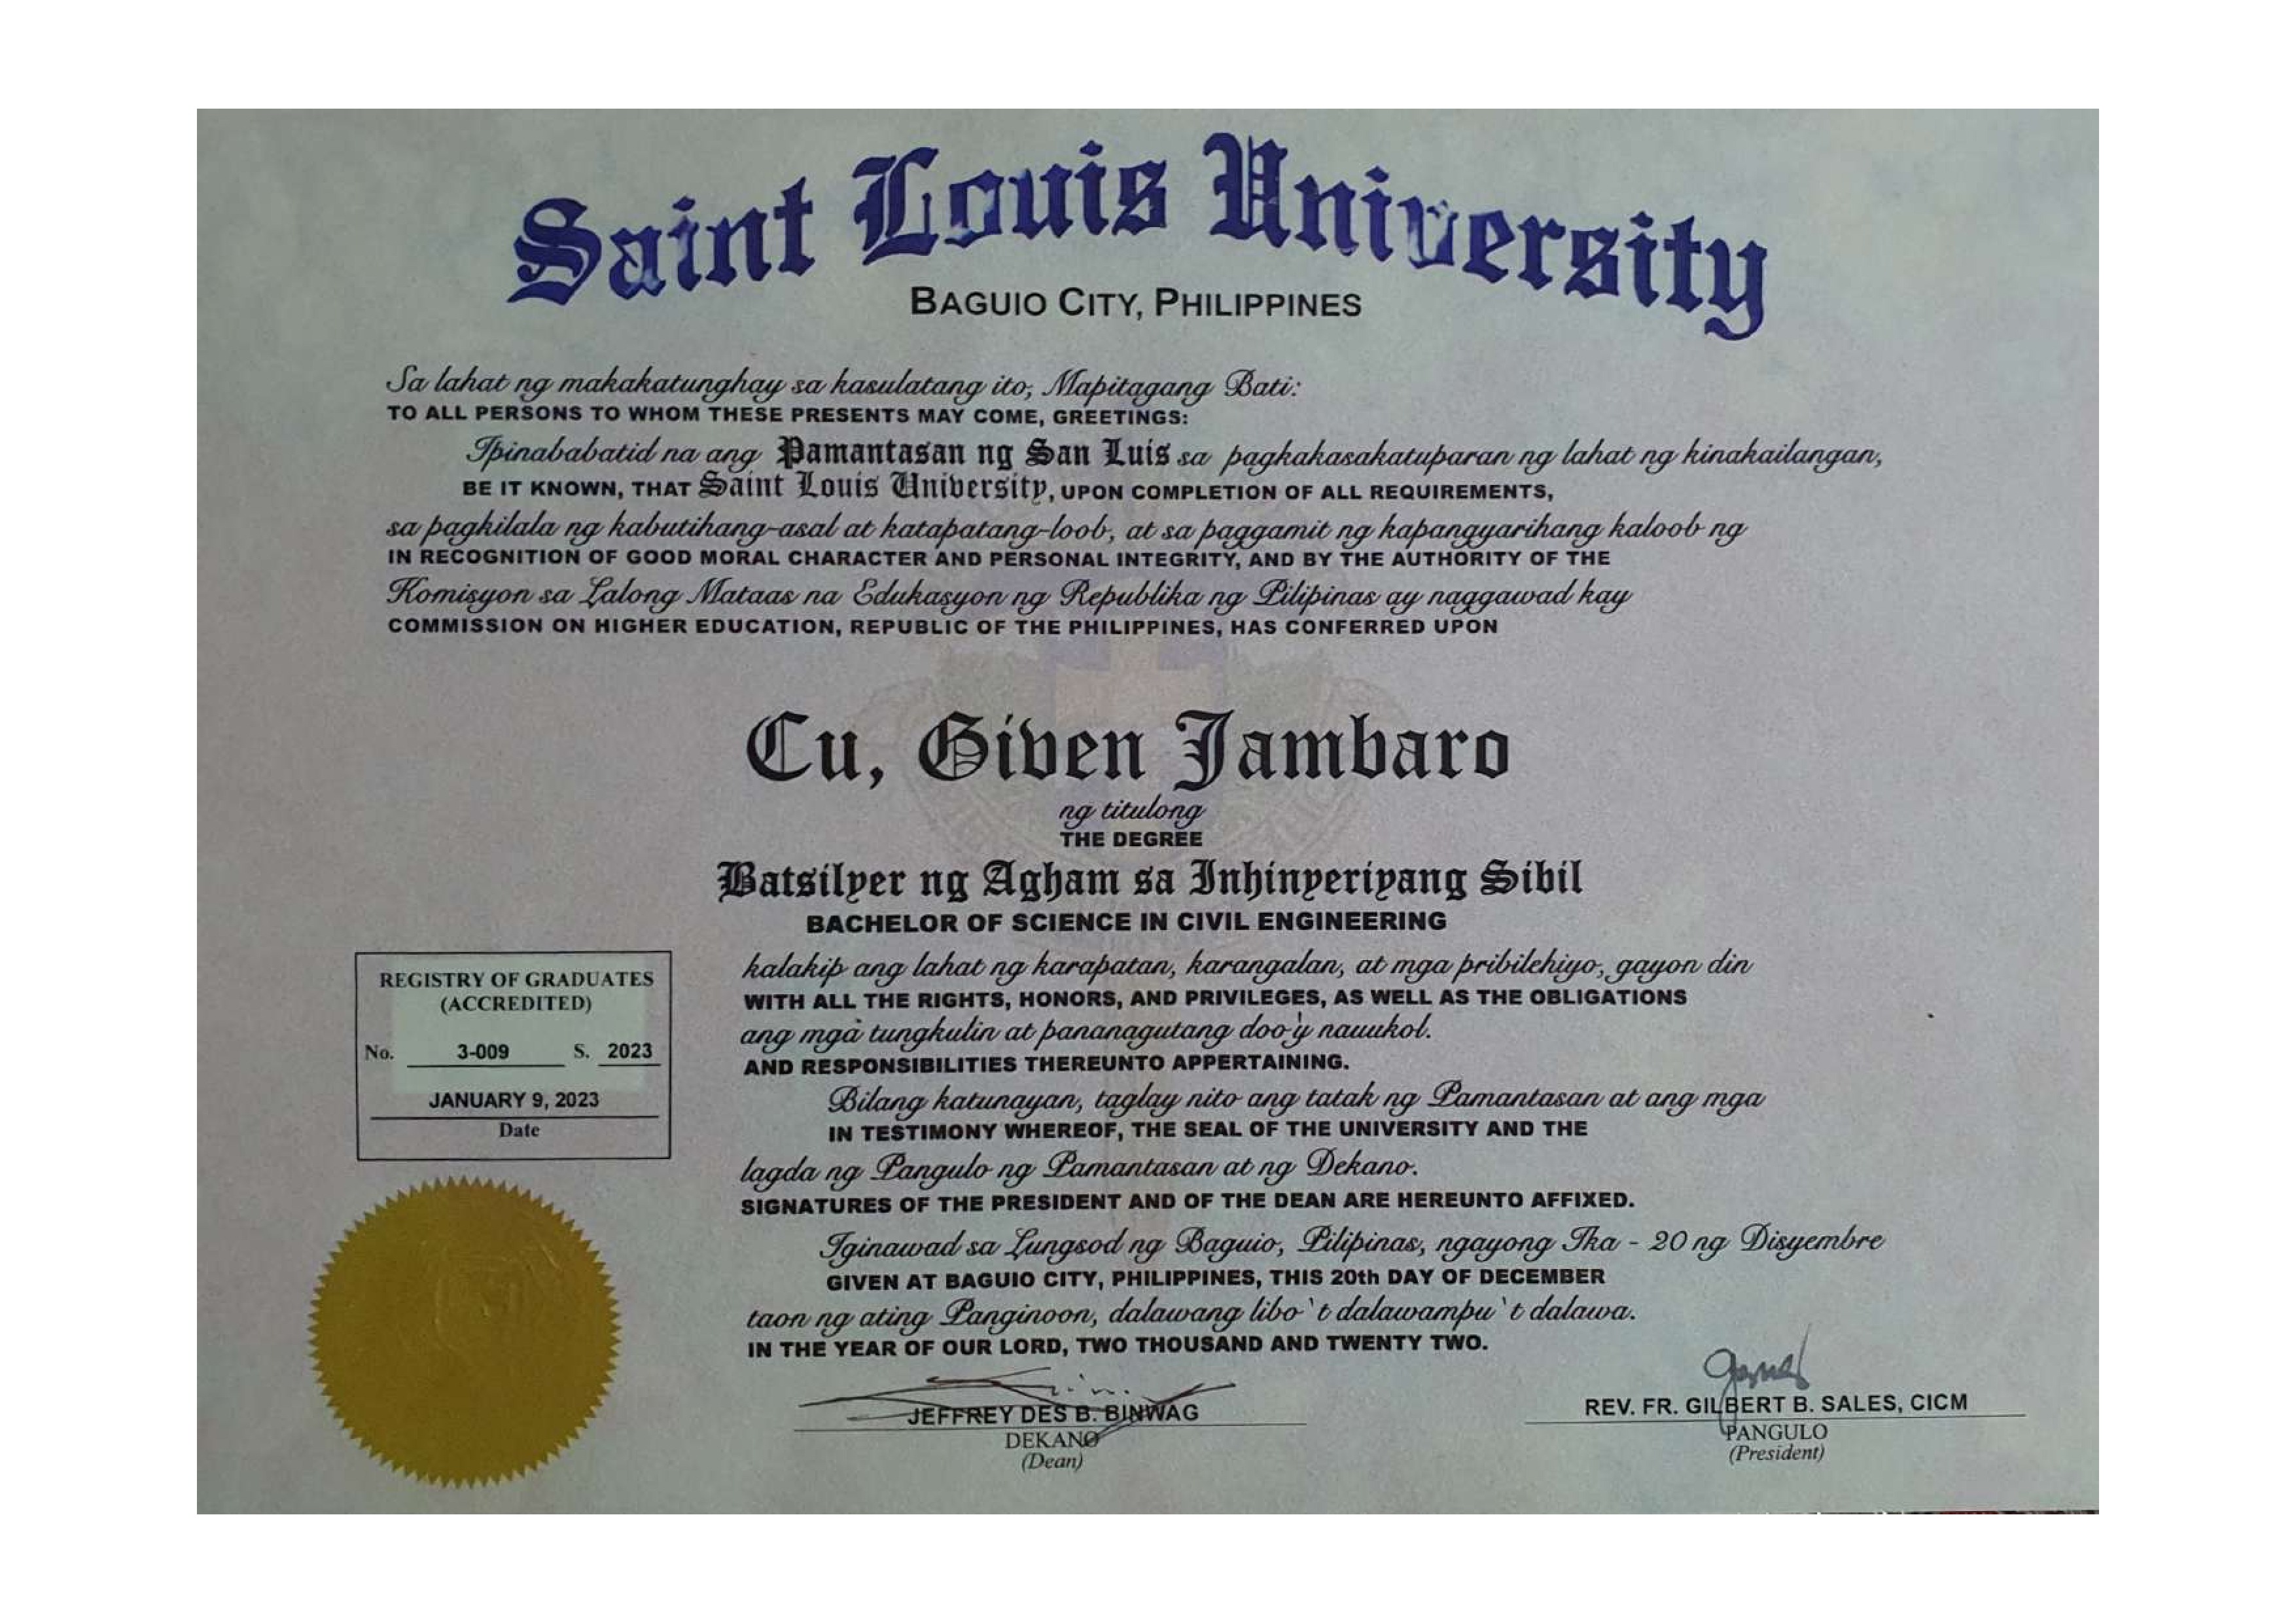 Saint Louis University
BAGUIO CITY, PHILIPPINES
Sa lahat ng makakatunghay sa kasulatang ito, Mapitagang Bati:
TO ALL PERSONS TO WHOM THESE PRESENTS MAY COME, GREETINGS:
Ipinababatid na ang Pamantasan ng San Luis sa pagkakasakatuparan ng lahat ng kinakailangan,
BE IT KNOWN, THAT Saint Louis University, UPON COMPLETION OF ALL REQUIREMENTS,
sa pagkilala ng kabutihang-asal at katapatang-loob, at sa paggamit ng kapangyarihang kaloob ng
IN RECOGNITION OF GOOD MORAL CHARACTER AND PERSONAL INTEGRITY, AND BY THE AUTHORITY OF THE
Komisyon sa Lalong Mataas na Edukasyon ng Republika ng Pilipinas ay naggawad kay
COMMISSION ON HIGHER EDUCATION, REPUBLIC OF THE PHILIPPINES, HAS CONFERRED UPON
Cu, Given Jambaro
ng titulong
THE DEGREE
Batsilyer ng Agham sa Inhinyeriyang Sibil
BACHELOR OF SCIENCE IN CIVIL ENGINEERING
kalakip ang lahat ng karapatan, karangalan, at mga pribilehiyo, gayon din
WITH ALL THE RIGHTS, HONORS, AND PRIVILEGES, AS WELL AS THE OBLIGATIONS
ang mga tungkulin at pananagutang doo'y nauukol.
AND RESPONSIBILITIES THEREUNTO APPERTAINING.
Bilang katunayan, taglay nito ang tatak ng Pamantasan at ang mga
IN TESTIMONY WHEREOF, THE SEAL OF THE UNIVERSITY AND THE
lagda ng Pangulo ng Pamantasan at ng Dekano.
SIGNATURES OF THE PRESIDENT AND OF THE DEAN ARE HEREUNTO AFFIXED.
Iginawad sa Lungsod ng Baguio, Pilipinas, ngayong Ika - 20 ng Disyembre
GIVEN AT BAGUIO CITY, PHILIPPINES, THIS 20th DAY OF DECEMBER
taon ng ating Panginoon, dalawang libo`t dalawampu`t dalawa.
IN THE YEAR OF OUR LORD, TWO THOUSAND AND TWENTY TWO.
REGISTRY OF GRADUATES
(ACCREDITED)
No. 3-009 S. 2023
JANUARY 9, 2023
Date
JEFFREY DES B. BINWAG
DEKANO
(Dean)
REV. FR. GILBERT B. SALES, CICM
PANGULO
(President)